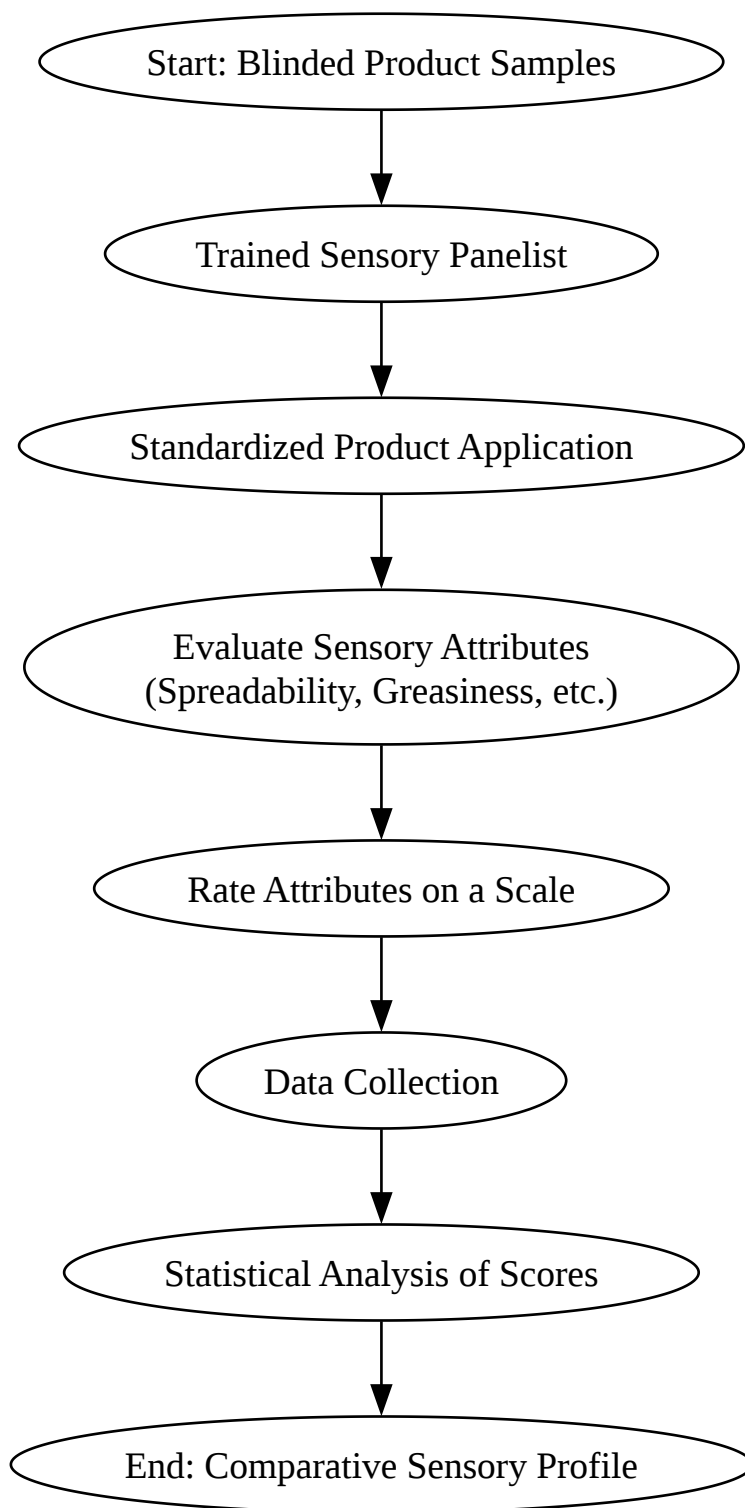 Start: Blinded Product Samples
Trained Sensory Panelist
Standardized Product Application
Evaluate Sensory Attributes
(Spreadability, Greasiness, etc.)
Rate Attributes on a Scale
Data Collection
Statistical Analysis of Scores
End: Comparative Sensory Profile